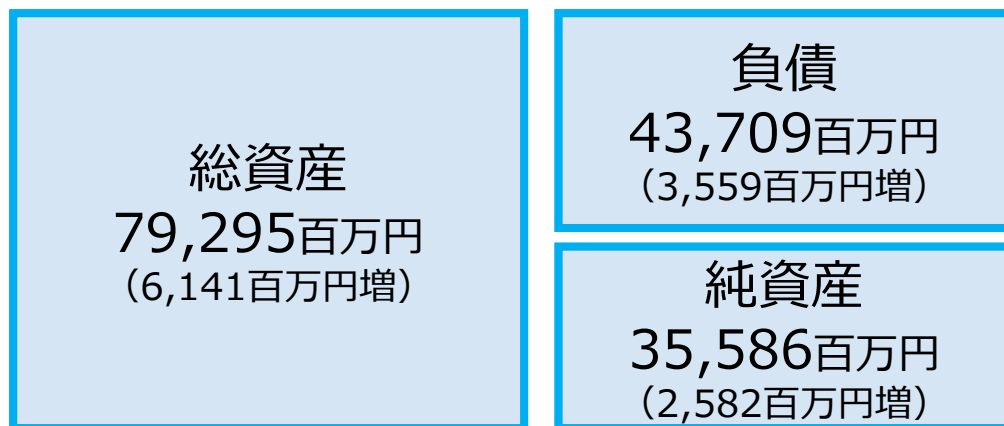 総資産
79,295百万円
（6,141百万円増）
負債
43,709百万円
（3,559百万円増）
純資産
35,586百万円
（2,582百万円増）